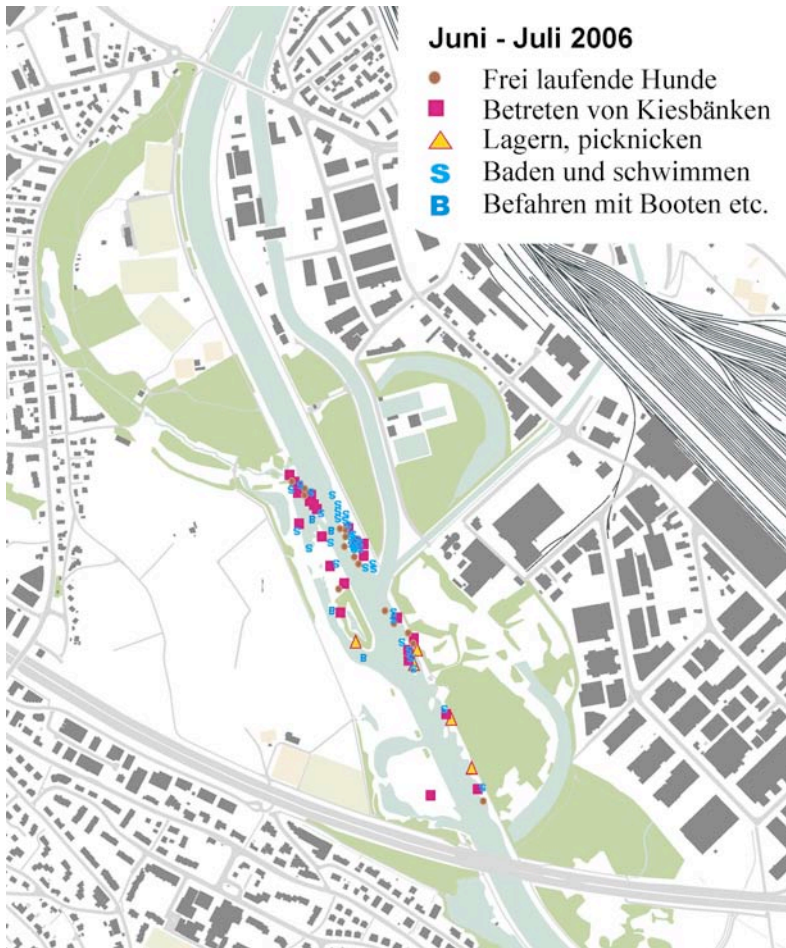 Juni - Juli 2006
Frei laufende Hunde
Betreten von Kiesbänken
Lagern, picknicken
S Baden und schwimmen
B Befahren mit Booten etc.